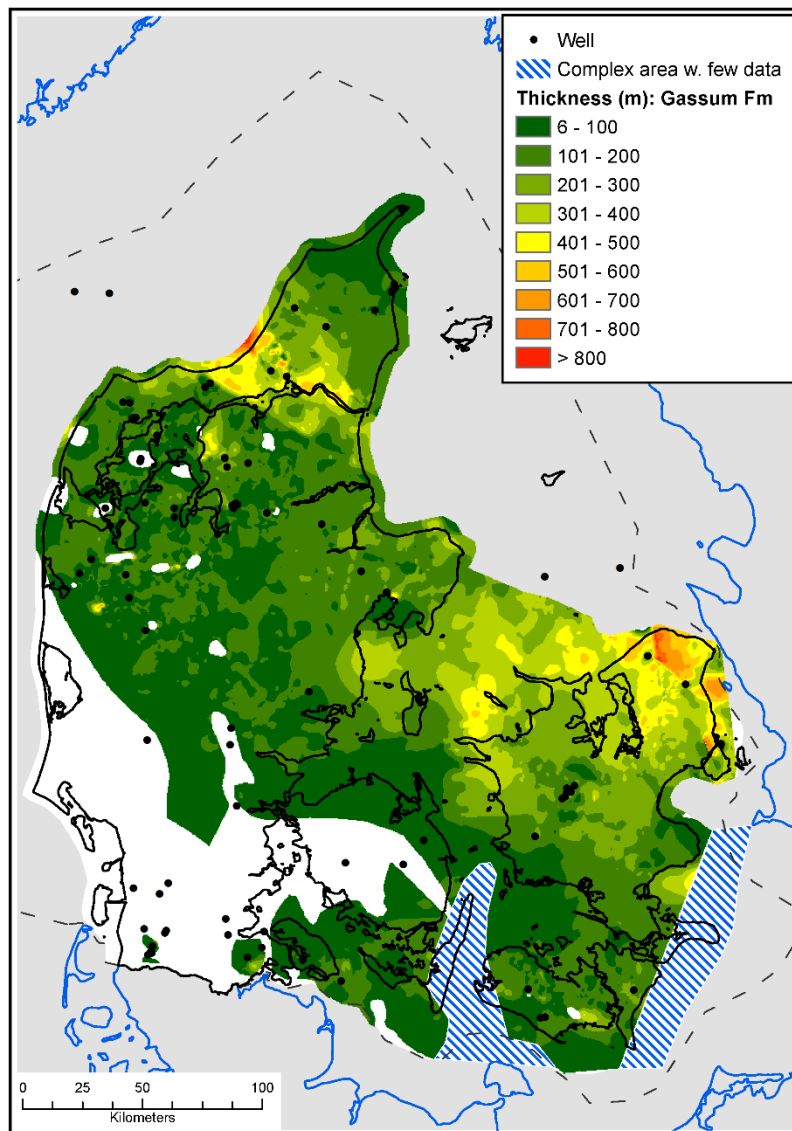 Well
Complex area w. few data
Thickness (m): Gassum Fm
6 - 100
101 - 200
201 - 300
301 - 400
401 - 500
501 - 600
601 - 700
701 - 800
> 800
0 25 50 100
Kilometers